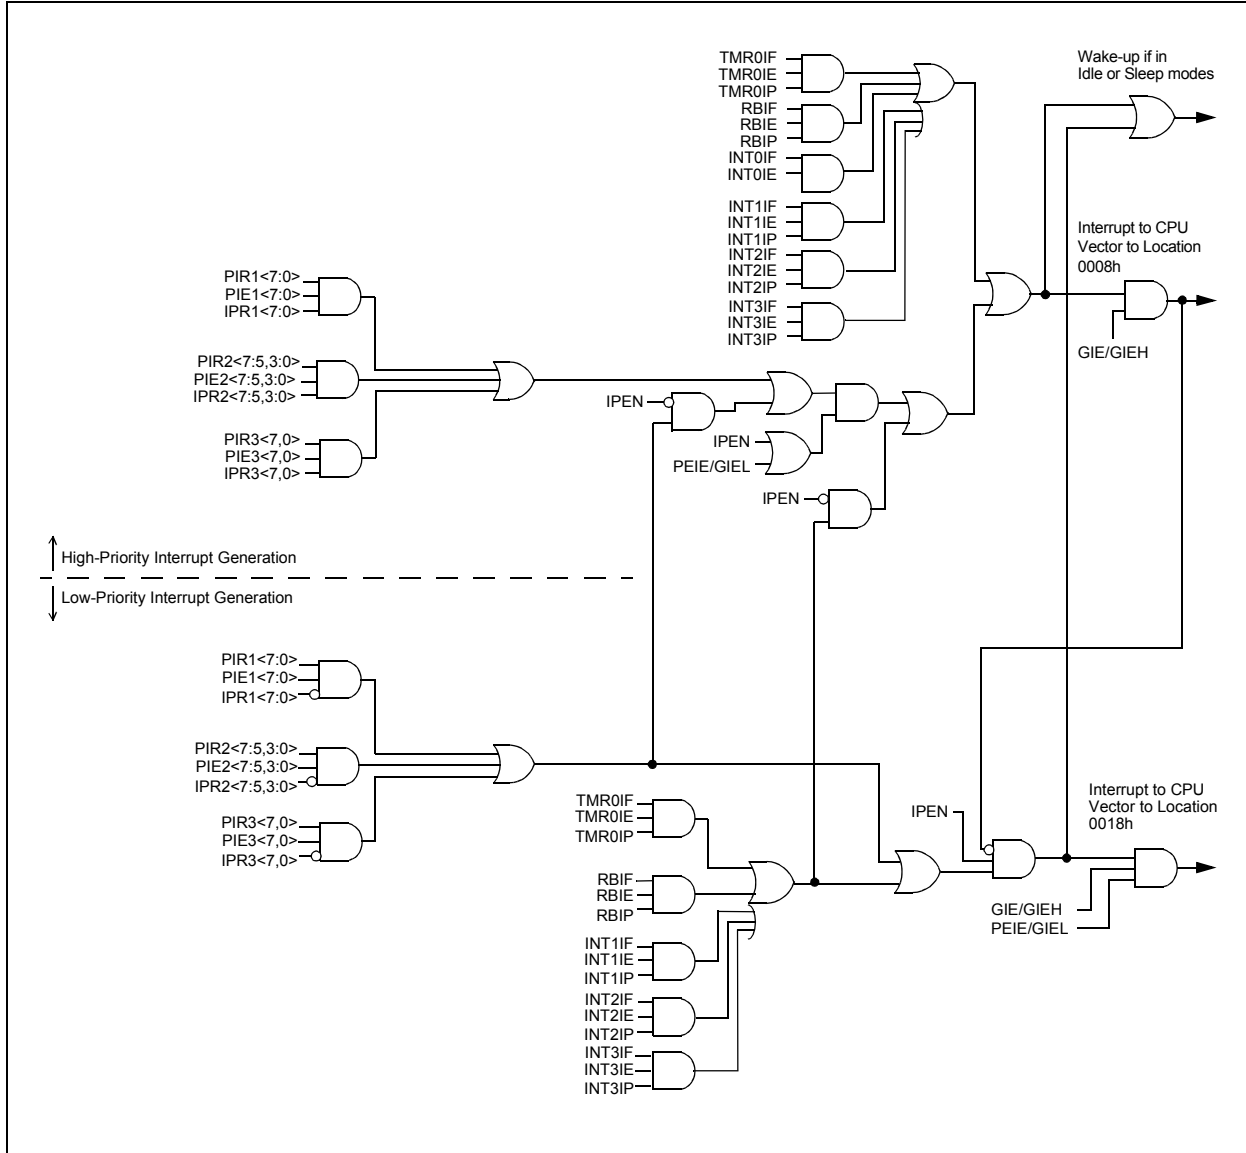 TMR0IF
TMR0IE
TMR0IP
RBIF
RBIE
RBIP
INT0IF
INT0IE
INT1IF
INT1IE
INT1IP
INT2IF
INT2IE
INT2IP
INT3IF
INT3IE
INT3IP
Wake-up if in
Idle or Sleep modes
Interrupt to CPU
Vector to Location
0008h
GIE/GIEH
PIR1<7:0>
PIE1<7:0>
IPR1<7:0>
PIR2<7:5,3:0>
PIE2<7:5,3:0>
IPR2<7:5,3:0>
PIR3<7,0>
PIE3<7,0>
IPR3<7,0>
IPEN
IPEN
PEIE/GIEL
IPEN
High-Priority Interrupt Generation
Low-Priority Interrupt Generation
PIR1<7:0>
PIE1<7:0>
IPR1<7:0>
PIR2<7:5,3:0>
PIE2<7:5,3:0>
IPR2<7:5,3:0>
PIR3<7,0>
PIE3<7,0>
IPR3<7,0>
TMR0IF
TMR0IE
TMR0IP
RBIF
RBIE
RBIP
INT1IF
INT1IE
INT1IP
INT2IF
INT2IE
INT2IP
INT3IF
INT3IE
INT3IP
IPEN
Interrupt to CPU
Vector to Location
0018h
GIE/GIEH
PEIE/GIEL